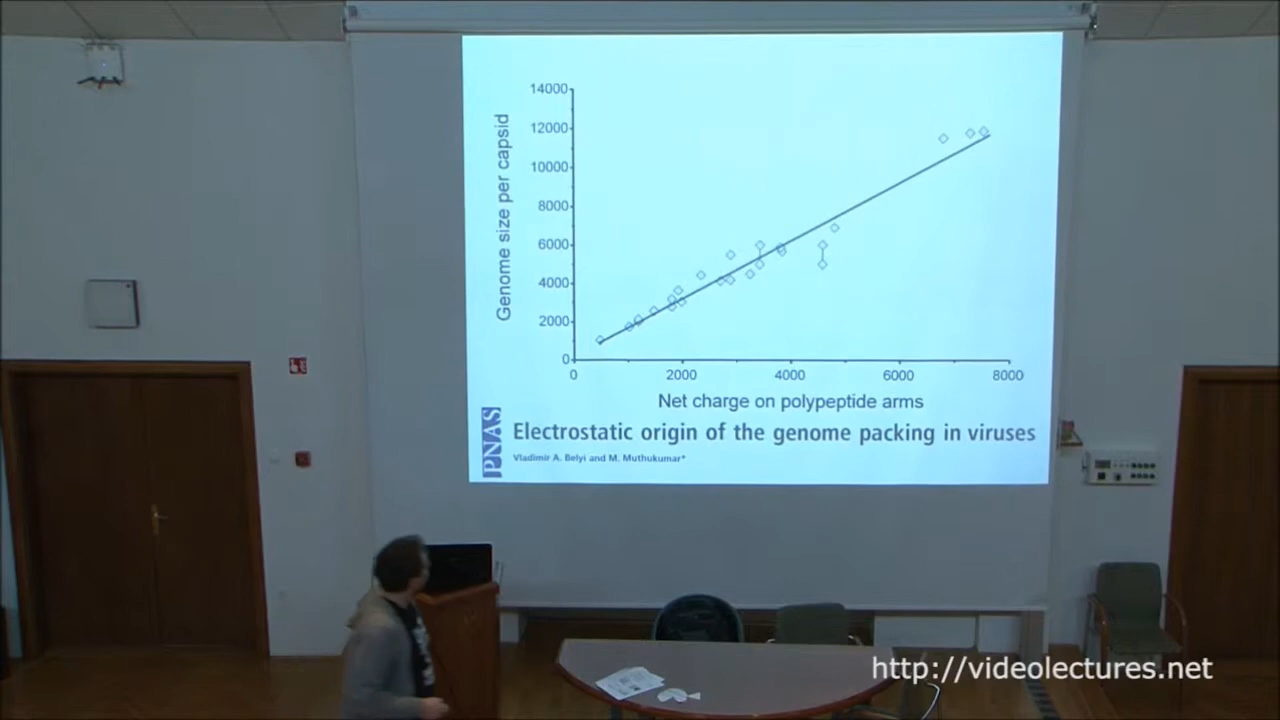 14000
12000
10000
8000
6000
4000
2000
0
Genome size per capsid
0 2000 4000 6000 8000
Net charge on polypeptide arms
PNAS
Electrostatic origin of the genome packing in viruses
Vladimir A. Belyi and M. Muthukumar*
http://videolectures.net